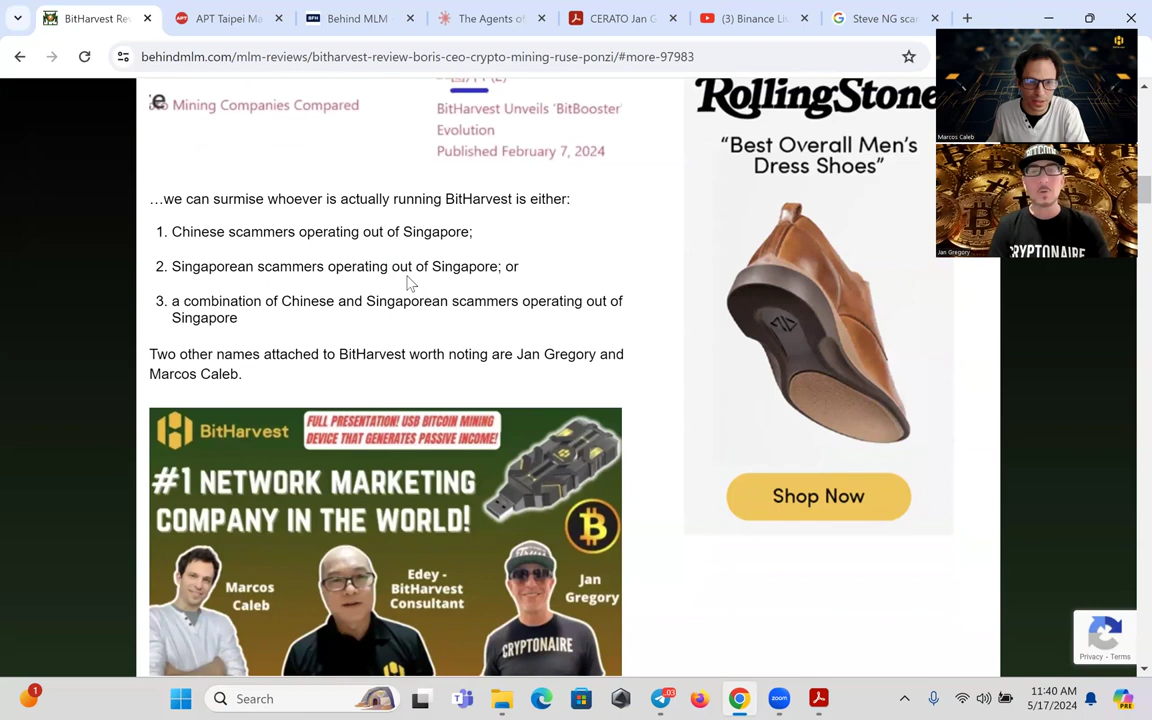 BitHarvest Re
APT Taipei Ma
Behind MLM
The Agents of
CERATO Jan G
(3) Binance Li
Steve NG scar
behindmlm.com/mlm-reviews/bitharvest-review-boris-ceo-crypto-mining-ruse-ponzi/#more-97983
Marcos Caleb
Jan Gregory
BITCOIN
CRYPTONAIRE
Mining Companies Compared
BitHarvest Unveils 'BitBooster'
Evolution
Published February 7, 2024
…we can surmise whoever is actually running BitHarvest is either:
1. Chinese scammers operating out of Singapore;
2. Singaporean scammers operating out of Singapore; or
3. a combination of Chinese and Singaporean scammers operating out of
Singapore
Two other names attached to BitHarvest worth noting are Jan Gregory and
Marcos Caleb.
BitHarvest
FULL PRESENTATION! USB BITCOIN MINING
DEVICE THAT GENERATES PASSIVE INCOME!
#1 NETWORK MARKETING
COMPANY IN THE WORLD!
Marcos
Caleb
Edey -
BitHarvest
Consultant
Jan
Gregory
CRYPTONAIRE
RollingStone
“Best Overall Men’s
Dress Shoes”
Shop Now
Privacy - Terms
1
Search
.03
zoom
11:40 AM
5/17/2024
PRE